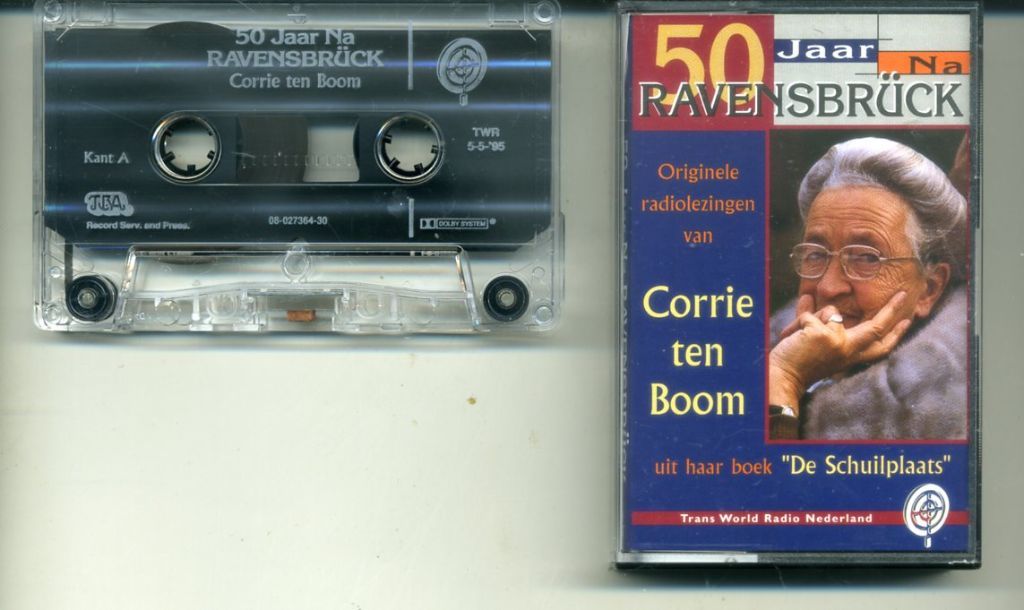 50 Jaar Na
RAVENSBRÜCK
Corrie ten Boom
TWR
5-5-'95
Kant A
Record Serv. and Press.
08-027364-30
DOLBY SYSTEM
50 Jaar Na
RAVENSBRÜCK
Originele
radiolezingen
van
Corrie
ten
Boom
uit haar boek "De Schuilplaats"
Trans World Radio Nederland